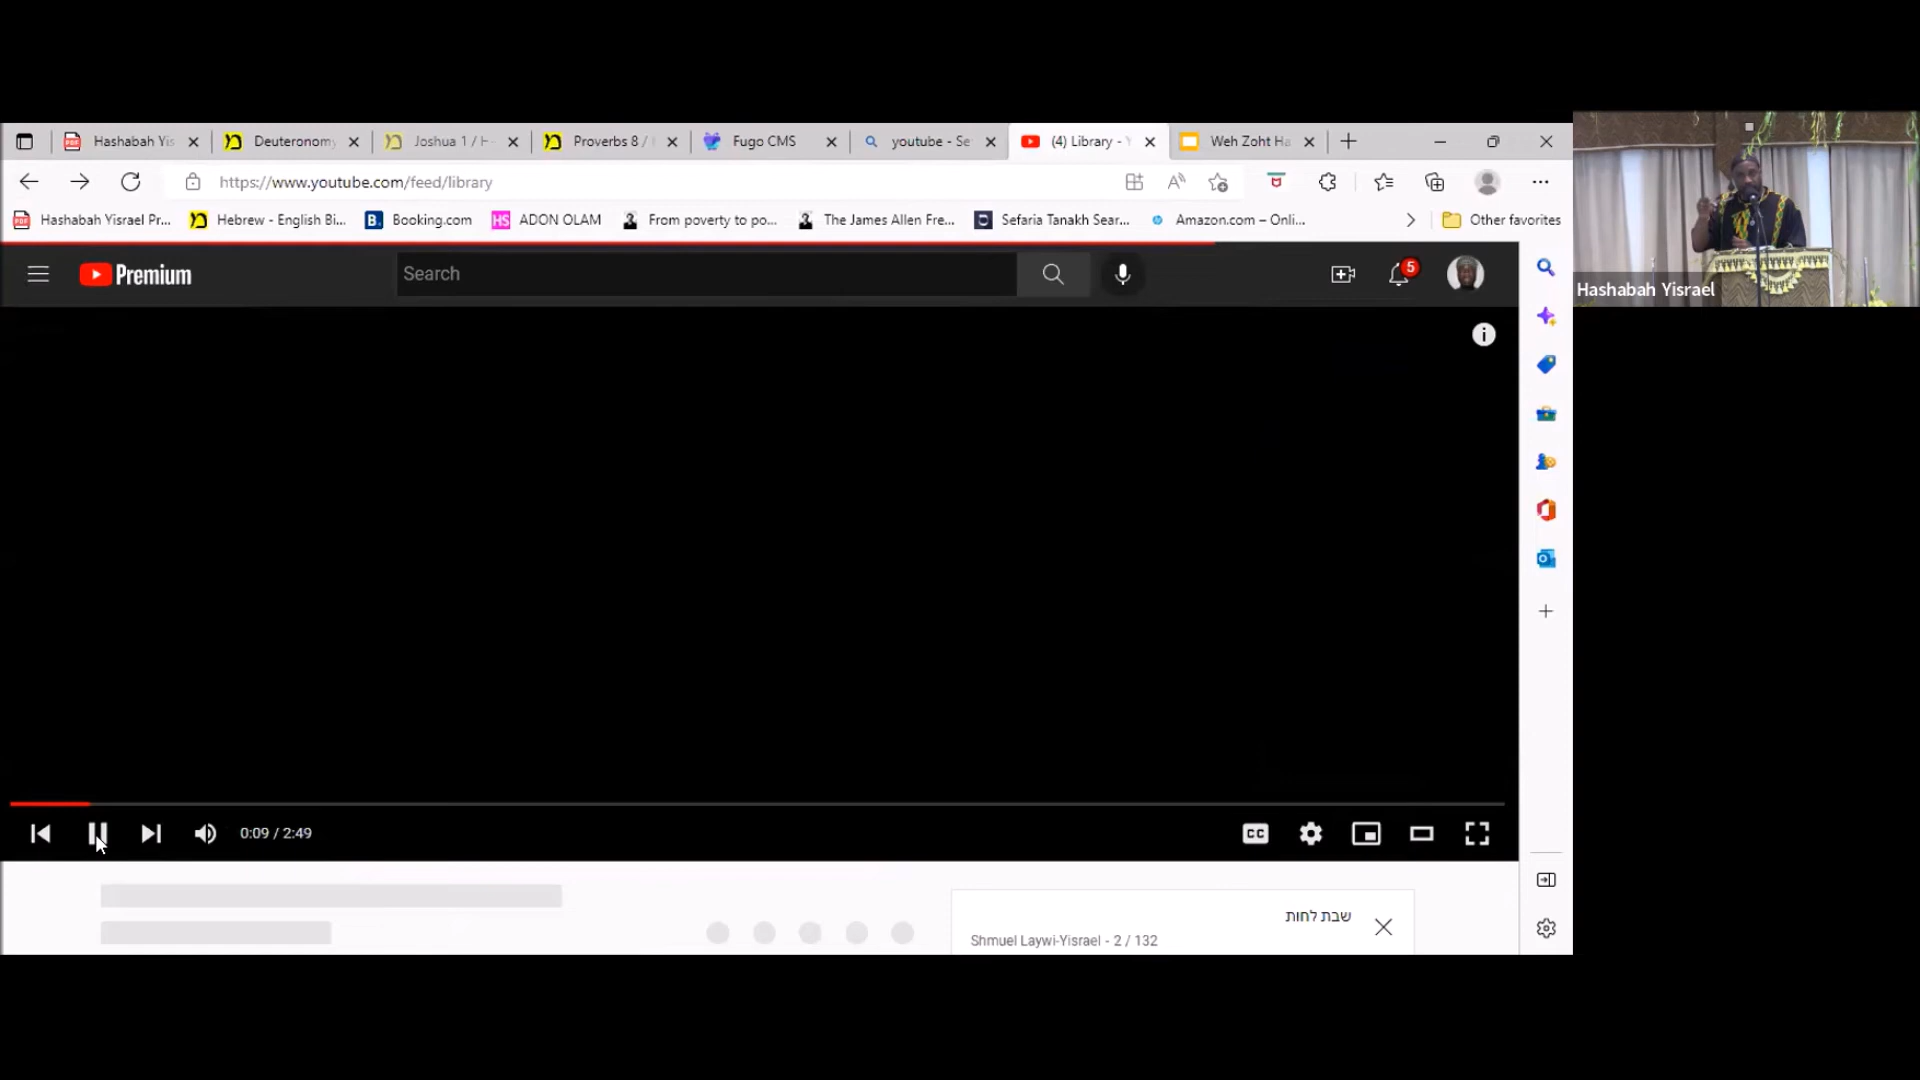 Hashabah Yis
Deuteronomy
Joshua 1 / H
Proverbs 8 /
Fugo CMS
youtube - Se
(4) Library - Y
Weh Zoht Ha
https://www.youtube.com/feed/library
Hashabah Yisrael Pr...
Hebrew - English Bi...
Booking.com
ADON OLAM
From poverty to po...
The James Allen Fre...
Sefaria Tanakh Sear...
Amazon.com – Onli...
Other favorites
Premium
Search
5
Hashabah Yisrael
0:09 / 2:49
CC
שבת לחות
Shmuel Laywi-Yisrael - 2 / 132